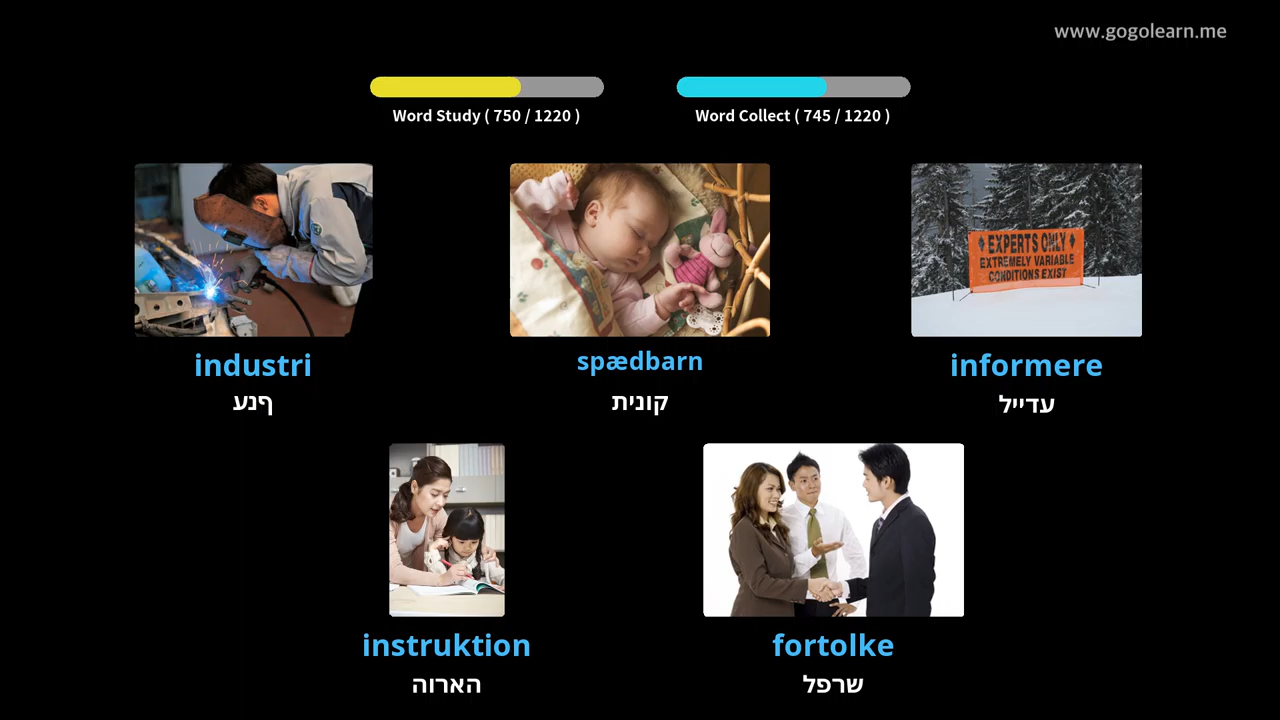 www.gogolearn.me
Word Study ( 750 / 1220 )
Word Collect ( 745 / 1220 )
industri
ףנע
spædbarn
קונית
informere
עדייל
instruktion
הארוה
fortolke
שרפל
EXPERTS ONLY
EXTREMELY VARIABLE
CONDITIONS EXIST